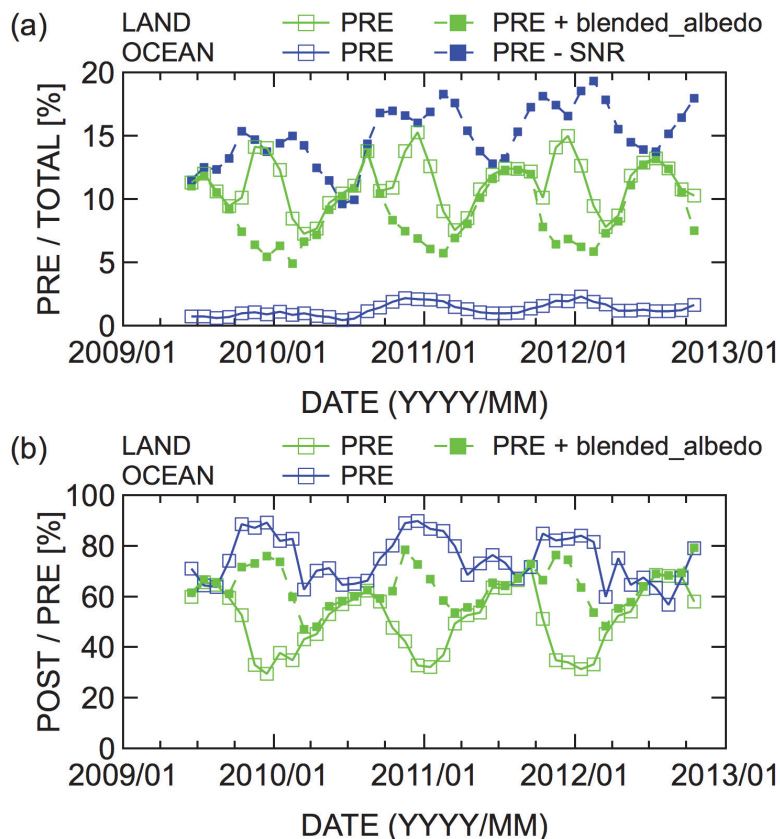 (a) LAND PRE PRE + blended_albedo
OCEAN PRE PRE - SNR
20
15
10
5
0
PRE / TOTAL [%]
2009/01 2010/01 2011/01 2012/01 2013/01
DATE (YYYY/MM)
(b) LAND PRE PRE + blended_albedo
OCEAN PRE
100
80
60
40
20
0
POST / PRE [%]
2009/01 2010/01 2011/01 2012/01 2013/01
DATE (YYYY/MM)